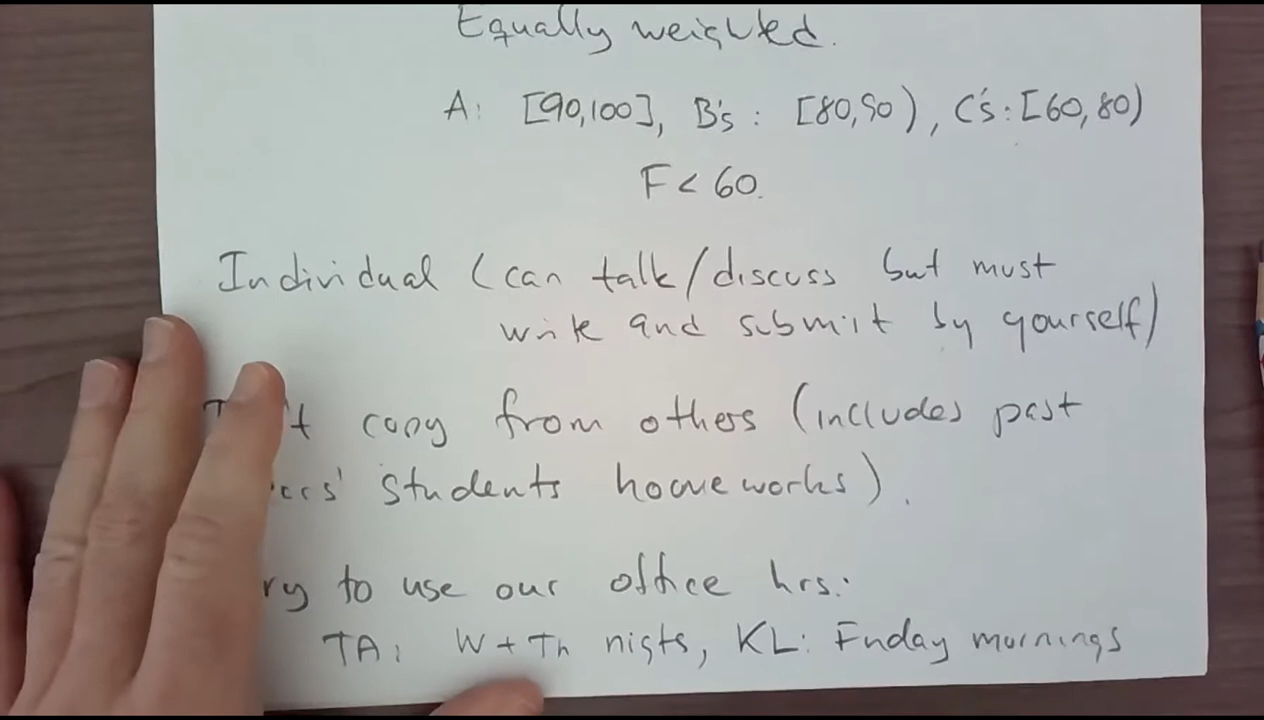 Equally weighted.
A: [90,100], B's: [80,90), C's: [60,80)
F < 60.
Individual (can talk/discuss but must
write and submit by yourself)
copy from others (includes past
students homeworks).
to use our office hrs:
TA: W + Th nigts, KL: Friday mornings